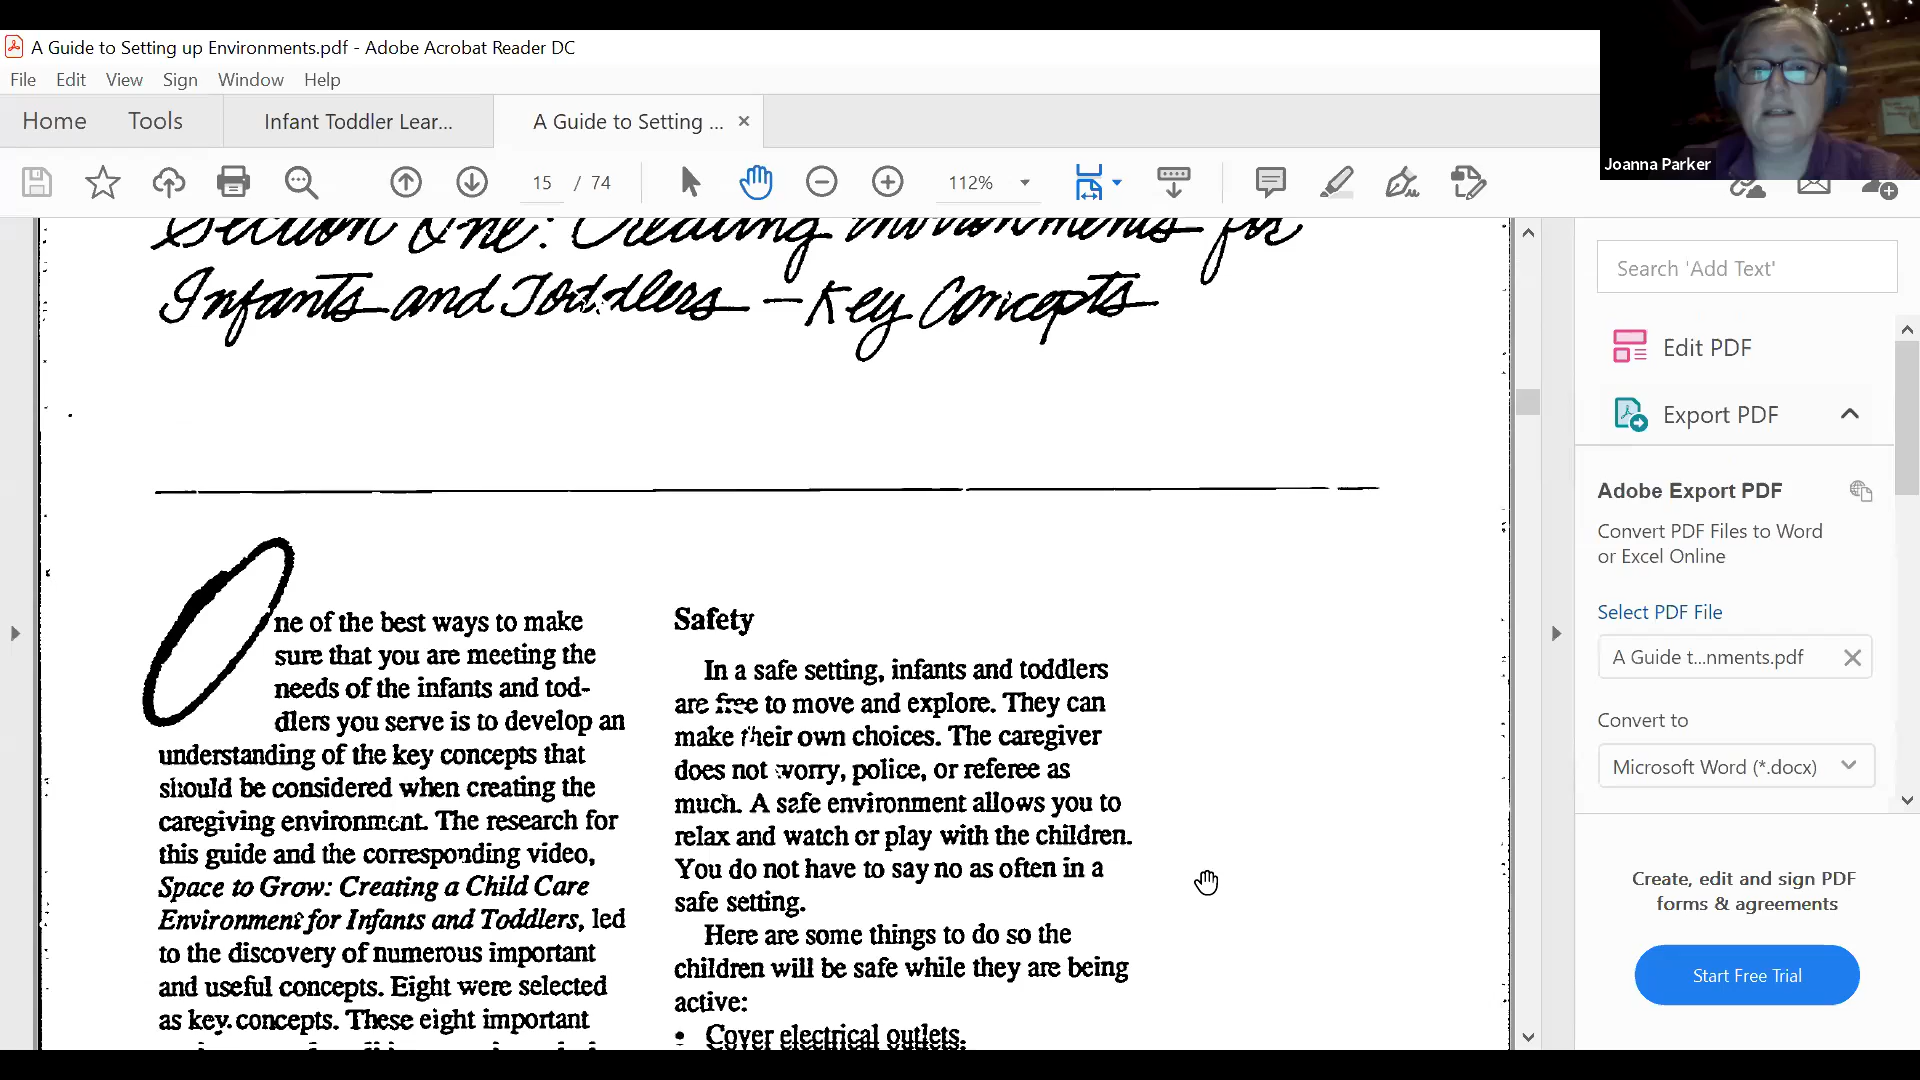 A Guide to Setting up Environments.pdf - Adobe Acrobat Reader DC
File Edit View Sign Window Help
Home Tools Infant Toddler Lear... A Guide to Setting ... ×
15 / 74 112%
Joanna Parker
Section One: Creating Environments for
Infants and Toddlers — Key Concepts
One of the best ways to make
sure that you are meeting the
needs of the infants and tod-
dlers you serve is to develop an
understanding of the key concepts that
should be considered when creating the
caregiving environment. The research for
this guide and the corresponding video,
Space to Grow: Creating a Child Care
Environment for Infants and Toddlers, led
to the discovery of numerous important
and useful concepts. Eight were selected
as key concepts. These eight important
Safety
In a safe setting, infants and toddlers
are free to move and explore. They can
make their own choices. The caregiver
does not worry, police, or referee as
much. A safe environment allows you to
relax and watch or play with the children.
You do not have to say no as often in a
safe setting.
Here are some things to do so the
children will be safe while they are being
active:
• Cover electrical outlets.
Search 'Add Text'
Edit PDF
Export PDF
Adobe Export PDF
Convert PDF Files to Word
or Excel Online
Select PDF File
A Guide t...nments.pdf
Convert to
Microsoft Word (*.docx)
Create, edit and sign PDF
forms & agreements
Start Free Trial